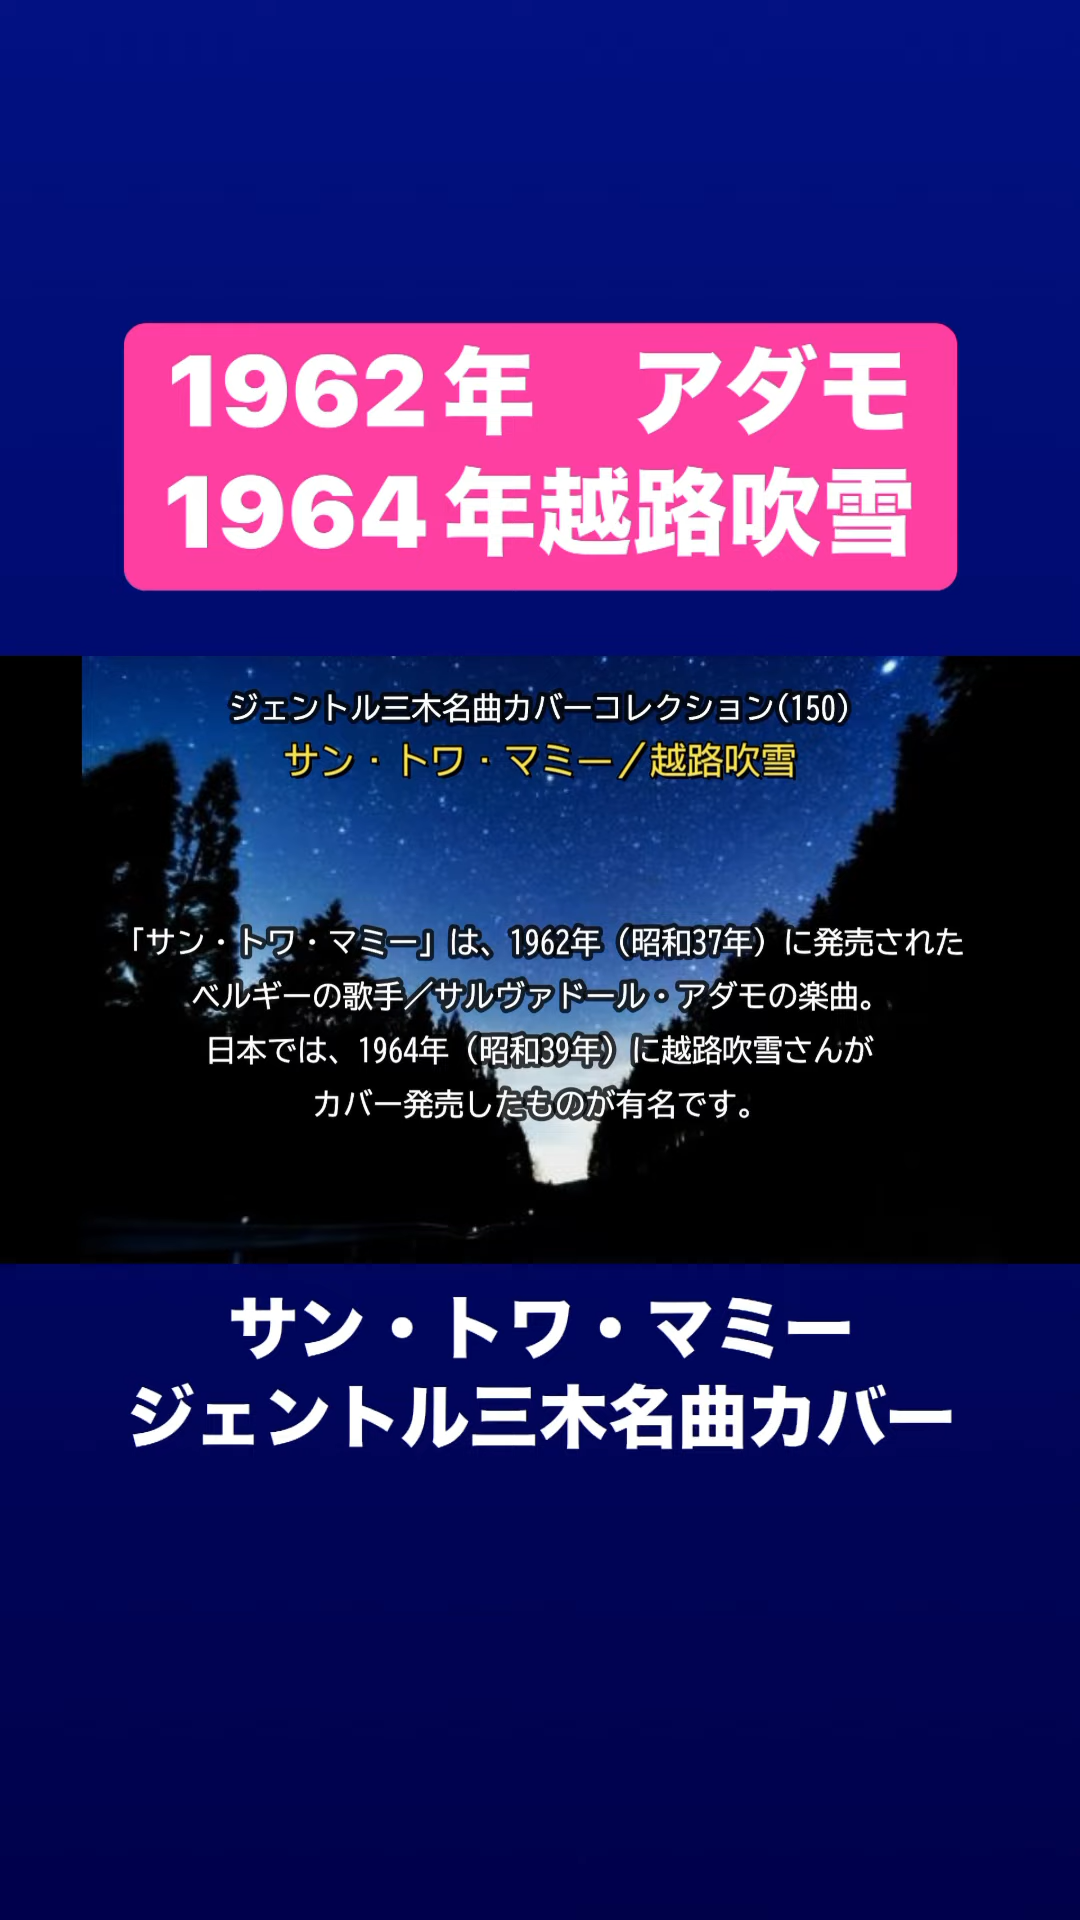 1962年　アダモ
1964年越路吹雪
ジェントル三木名曲カバーコレクション(150)
サン・トワ・マミー／越路吹雪
「サン・トワ・マミー」は、1962年（昭和37年）に発売された
ベルギーの歌手／サルヴァドール・アダモの楽曲。
日本では、1964年（昭和39年）に越路吹雪さんが
カバー発売したものが有名です。
サン・トワ・マミー
ジェントル三木名曲カバー